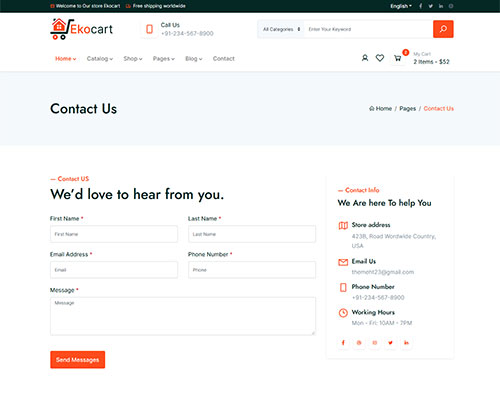 Welcome to Our store Ekocart
Free shipping worldwide
English
Ekocart
Call Us
+91-234-567-8900
All Categories
Enter Your Keyword
Home
Catalog
Shop
Pages
Blog
Contact
My Cart
2 Items - $52
Contact Us
Home / Pages / Contact Us
— Contact US
We'd love to hear from you.
First Name *
Last Name *
First Name
Last Name
Email Address *
Phone Number *
Email
Phone
Message *
Message
Send Messages
— Contact Info
We Are here To help You
Store address
423B, Road Wordwide Country,
USA
Email Us
themeht23@gmail.com
Phone Number
+91-234-567-8900
Working Hours
Mon - Fri: 10AM - 7PM